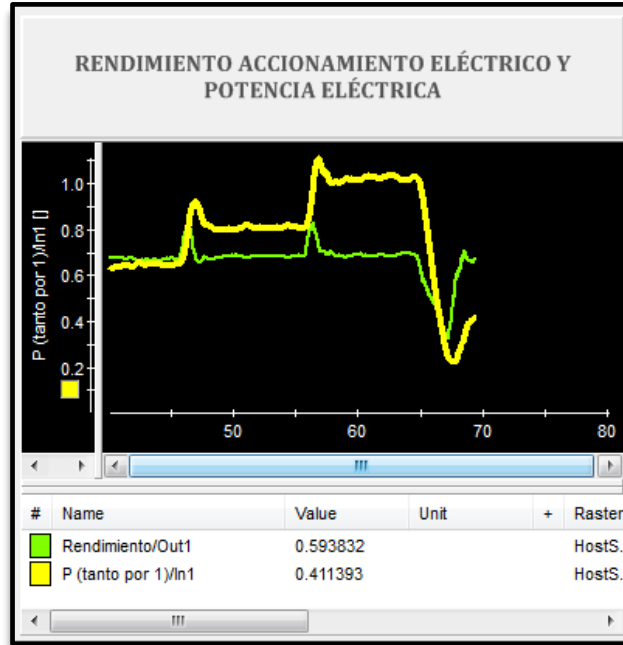 RENDIMIENTO ACCIONAMIENTO ELÉCTRICO Y
POTENCIA ELÉCTRICA
P (tanto por 1)/In1 []
1.0
0.8
0.6
0.4
0.2
50 60 70 80
# Name Value Unit + Raster
Rendimiento/Out1 0.593832 HostS.
P (tanto por 1)/In1 0.411393 HostS.